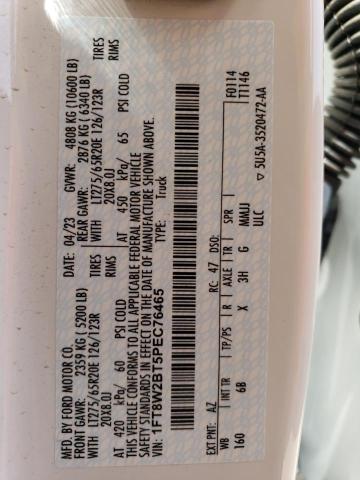 MFD. BY FORD MOTOR CO.
DATE: 04/23 GVWR: 4808 KG (10600 LB)
FRONT GAWR: 2359 KG ( 5200 LB) REAR GAWR: 2876 KG ( 6340 LB)
WITH LT275/65R20E 126/123R TIRES WITH LT275/65R20E 126/123R TIRES
20X8.0J RIMS 20X8.0J RIMS
AT 420 kPa/ 60 PSI COLD AT 450 kPa/ 65 PSI COLD
THIS VEHICLE CONFORMS TO ALL APPLICABLE FEDERAL MOTOR VEHICLE
SAFETY STANDARDS IN EFFECT ON THE DATE OF MANUFACTURE SHOWN ABOVE.
VIN: 1FT8W2BT5PEC76465 TYPE: Truck
F0114
T1146
EXT PNT: AZ RC: 47 DSO:
WB INT TR TP/PS R AXLE TR SPR
160 6B X 3H G MMJJ
ULC
▽ 5U5A-3520472-AA